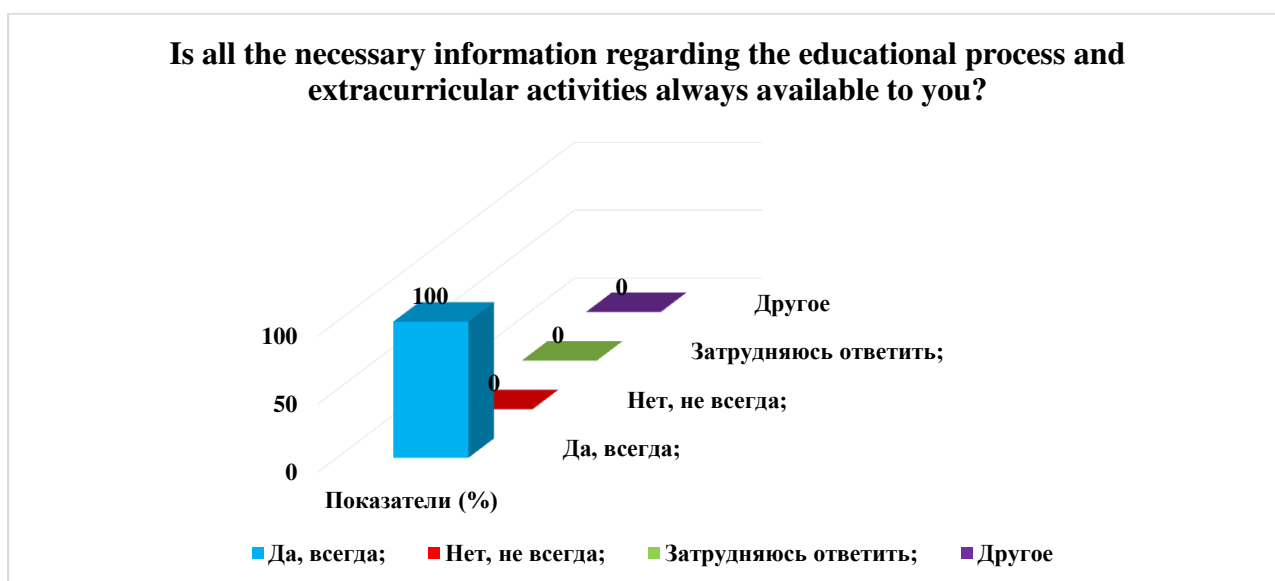 Is all the necessary information regarding the educational process and
extracurricular activities always available to you?
100
0
0
0
100
50
0
Другое
Затрудняюсь ответить;
Нет, не всегда;
Да, всегда;
Показатели (%)
Да, всегда; Нет, не всегда; Затрудняюсь ответить; Другое